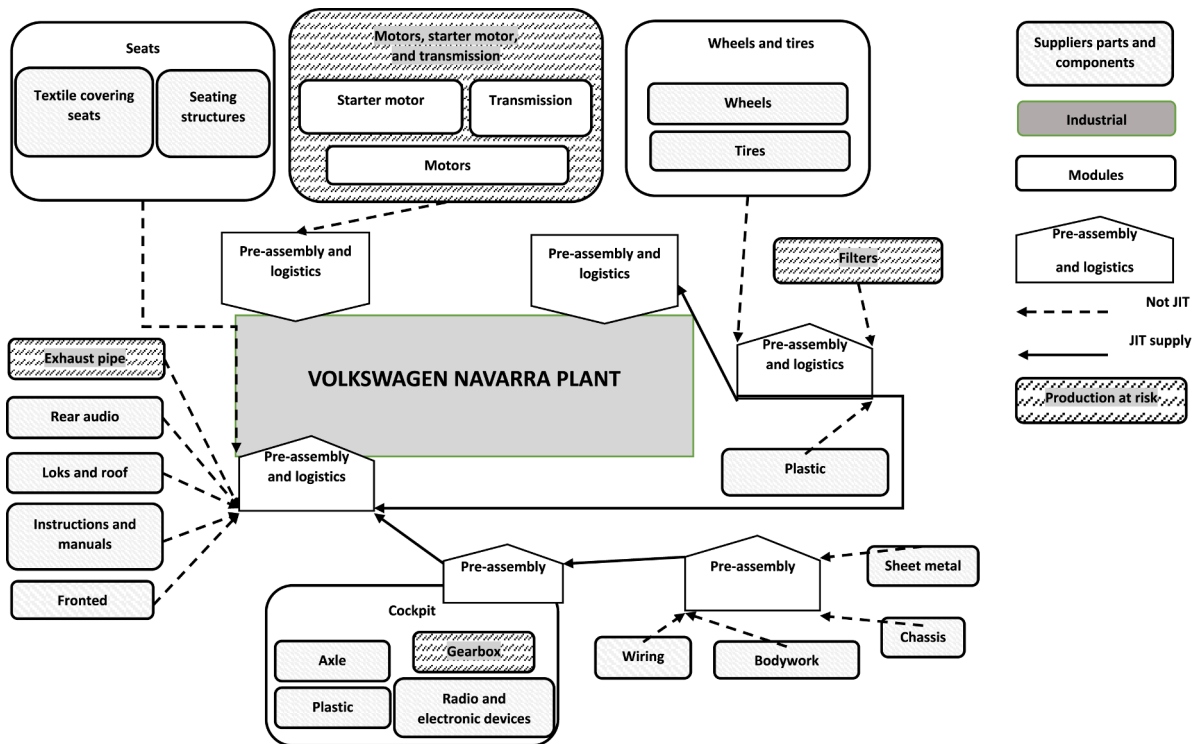 Seats
Textile covering
seats
Seating
structures
Motors, starter motor,
and transmission
Starter motor
Transmission
Motors
Wheels and tires
Wheels
Tires
Suppliers parts and
components
Industrial
Modules
Pre-assembly
and logistics
Not JIT
JIT supply
Production at risk
Pre-assembly and
logistics
Pre-assembly and
logistics
Filters
Pre-assembly
and logistics
Plastic
VOLKSWAGEN NAVARRA PLANT
Exhaust pipe
Rear audio
Loks and roof
Instructions and
manuals
Fronted
Pre-assembly
and logistics
Pre-assembly
Pre-assembly
Sheet metal
Chassis
Wiring
Bodywork
Cockpit
Axle
Gearbox
Plastic
Radio and
electronic devices